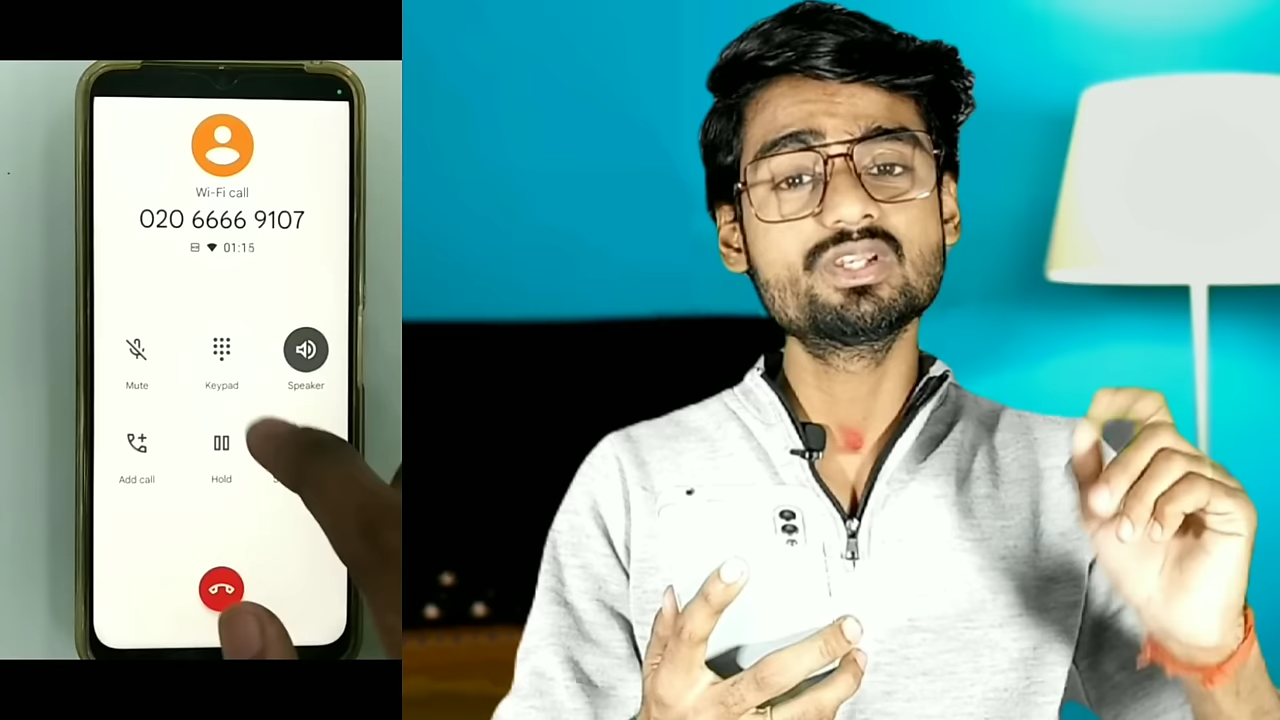 Wi-Fi call
020 6666 9107
01:15
Mute
Keypad
Speaker
Add call
Hold